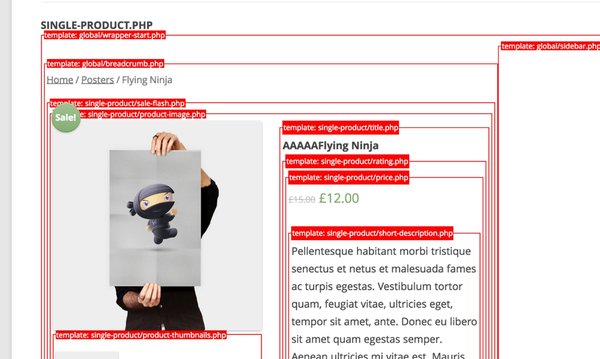 SINGLE-PRODUCT.PHP
template: global/wrapper-start.php
template: global/sidebar.php
template: global/breadcrumb.php
Home / Posters / Flying Ninja
template: single-product/sale-flash.php
te: single-product/product-image.php
Sale!
template: single-product/title.php
AAAAAFlying Ninja
template: single-product/rating.php
template: single-product/price.php
£15.00 £12.00
template: single-product/short-description.php
Pellentesque habitant morbi tristique
senectus et netus et malesuada fames
ac turpis egestas. Vestibulum tortor
quam, feugiat vitae, ultricies eget,
tempor sit amet, ante. Donec eu libero
sit amet quam egestas semper.
Aenean ultricies mi vitae est. Mauris
template: single-product/product-thumbnails.php